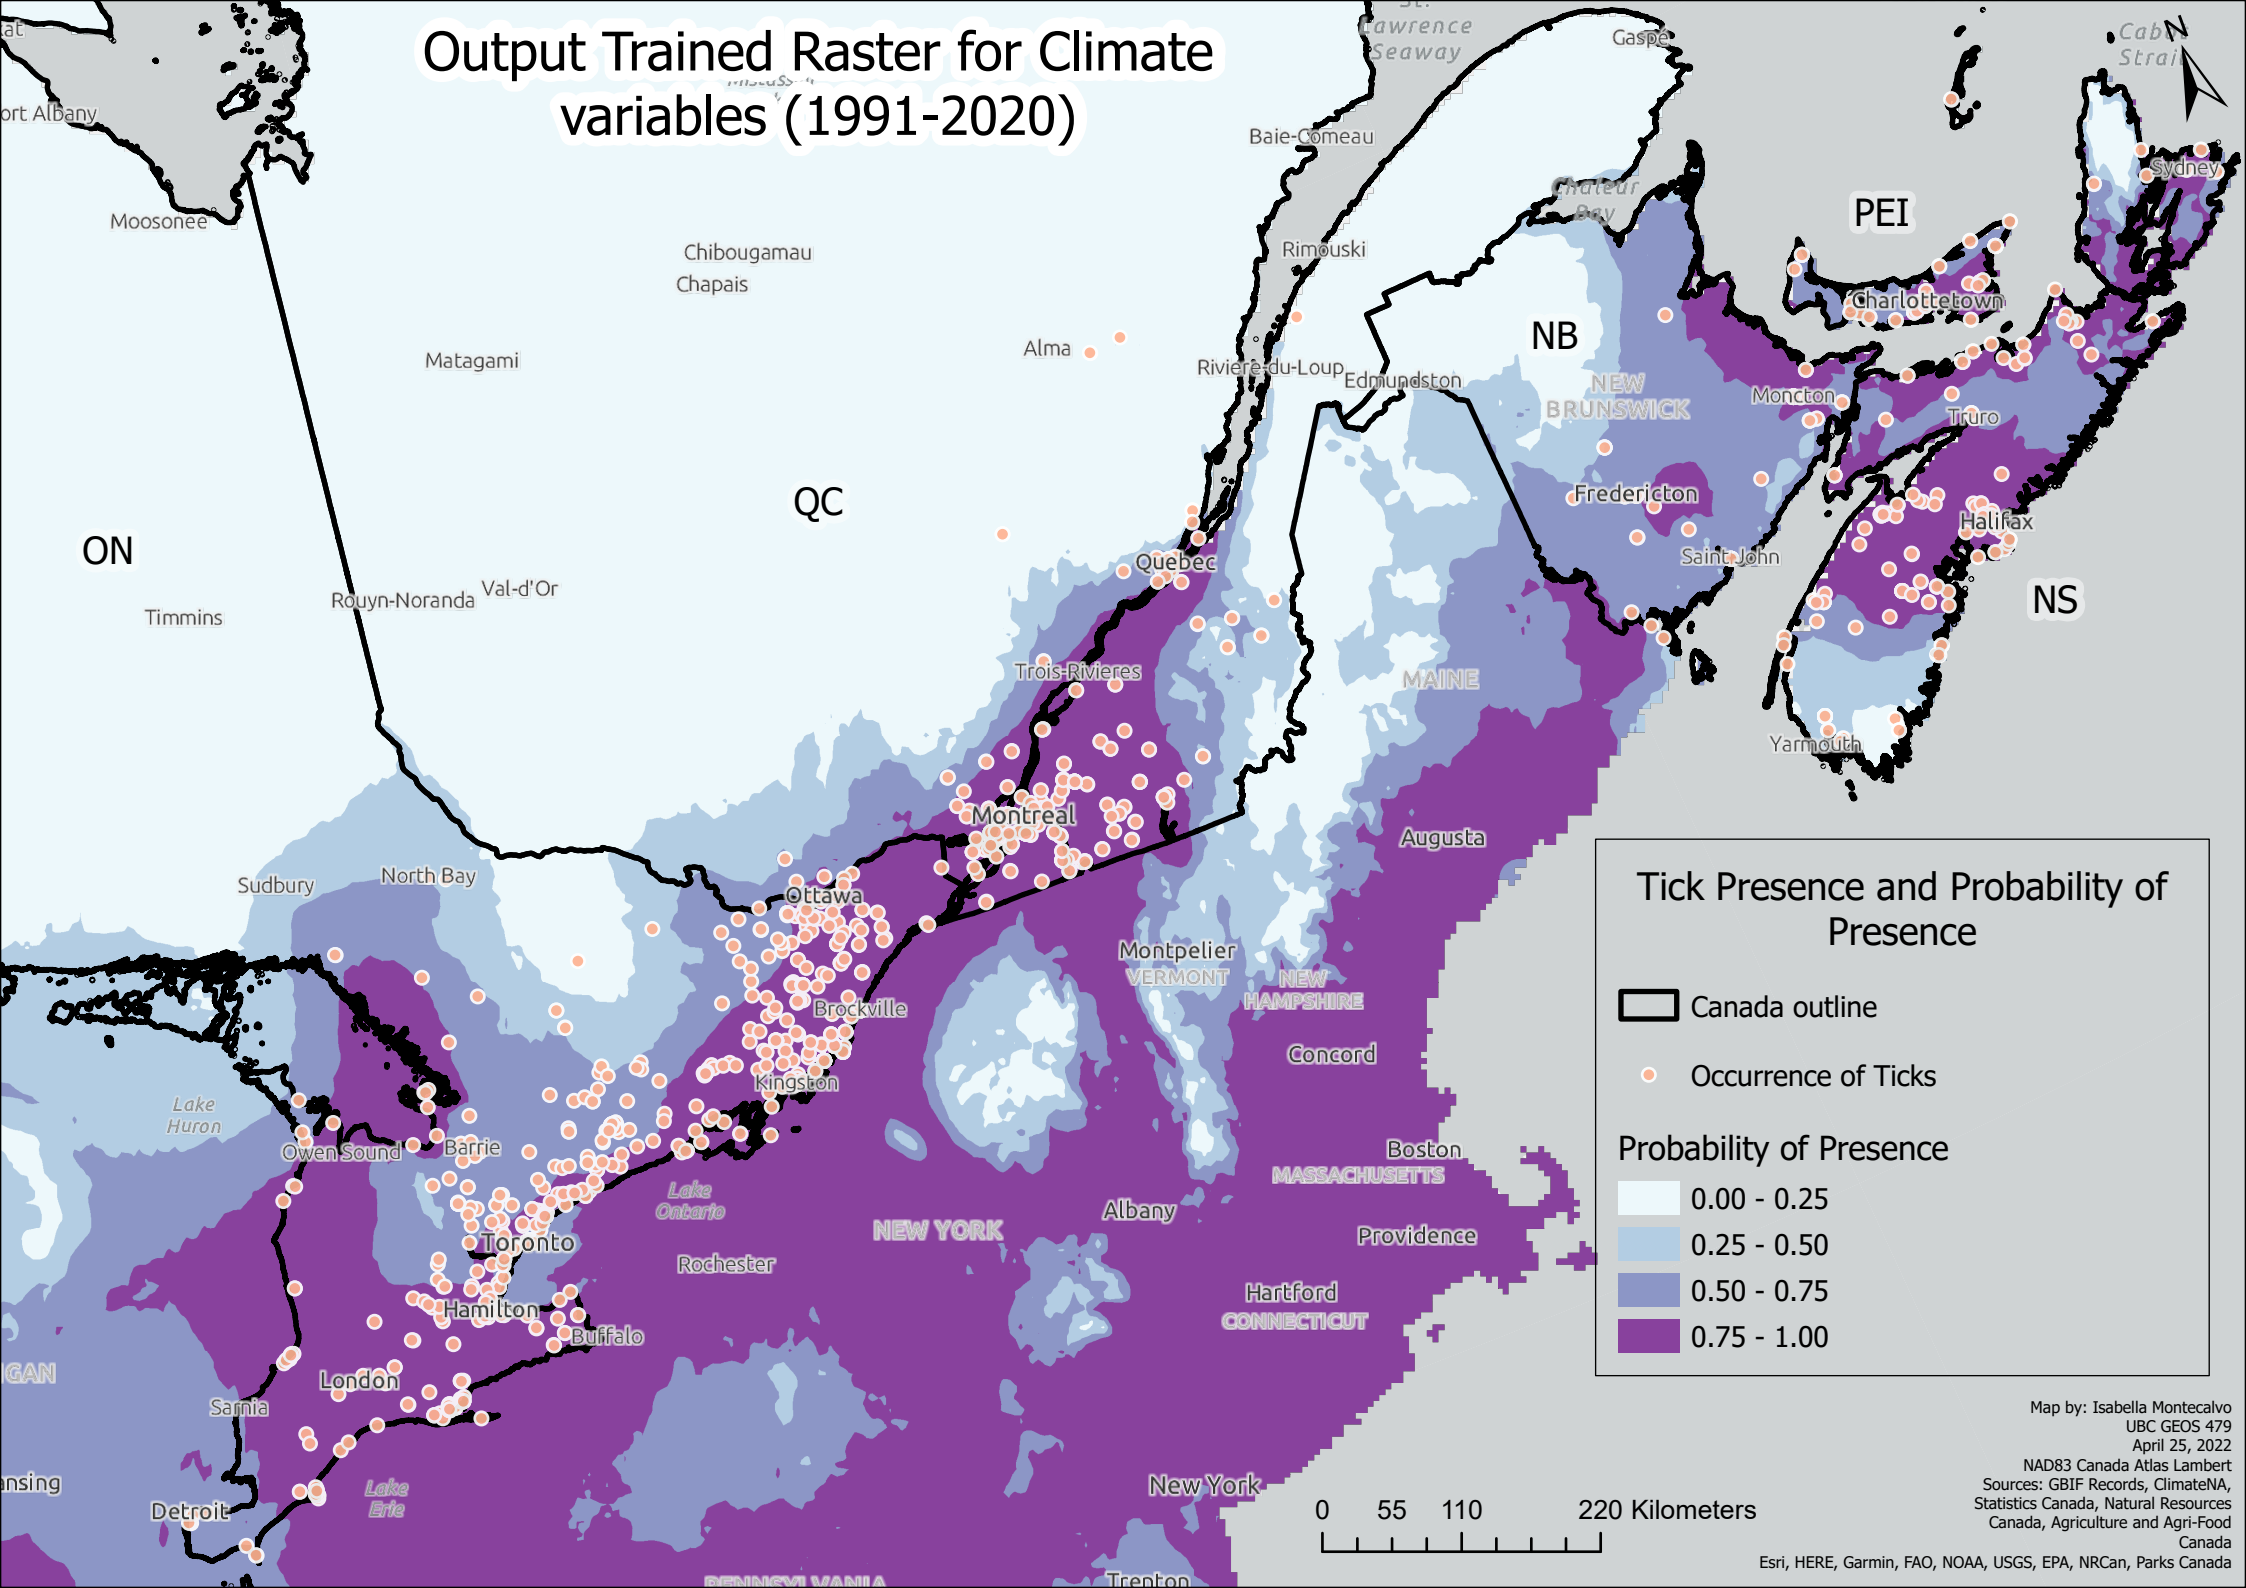 Output Trained Raster for Climate
variables (1991-2020)
Lawrence
Seaway
Gaspé
Moosonee
Baie-Comeau
Chaleur
Bay
Sydney
PEI
Chibougamau
Chapais
Rimouski
Charlottetown
NB
Alma
Matagami
Riviere-du-Loup
Edmundston
NEW
BRUNSWICK
Moncton
Truro
QC
Fredericton
Halifax
ON
Quebec
Saint John
Val-d'Or
Rouyn-Noranda
NS
Timmins
Trois-Rivieres
MAINE
Yarmouth
Montreal
Augusta
North Bay
Sudbury
Ottawa
Montpelier
VERMONT
NEW
HAMPSHIRE
Brockville
Concord
Kingston
Lake
Huron
Owen Sound
Barrie
Boston
MASSACHUSETTS
Lake
Ontario
Albany
NEW YORK
Toronto
Providence
Rochester
Hamilton
Hartford
CONNECTICUT
Buffalo
London
Sarnia
Lake
Erie
Detroit
New York
PENNSYLVANIA
Trenton
Tick Presence and Probability of
Presence
Canada outline
Occurrence of Ticks
Probability of Presence
0.00 - 0.25
0.25 - 0.50
0.50 - 0.75
0.75 - 1.00
N
0 55 110 220 Kilometers
Map by: Isabella Montecalvo
UBC GEOS 479
April 25, 2022
NAD83 Canada Atlas Lambert
Sources: GBIF Records, ClimateNA,
Statistics Canada, Natural Resources
Canada, Agriculture and Agri-Food
Canada
Esri, HERE, Garmin, FAO, NOAA, USGS, EPA, NRCan, Parks Canada